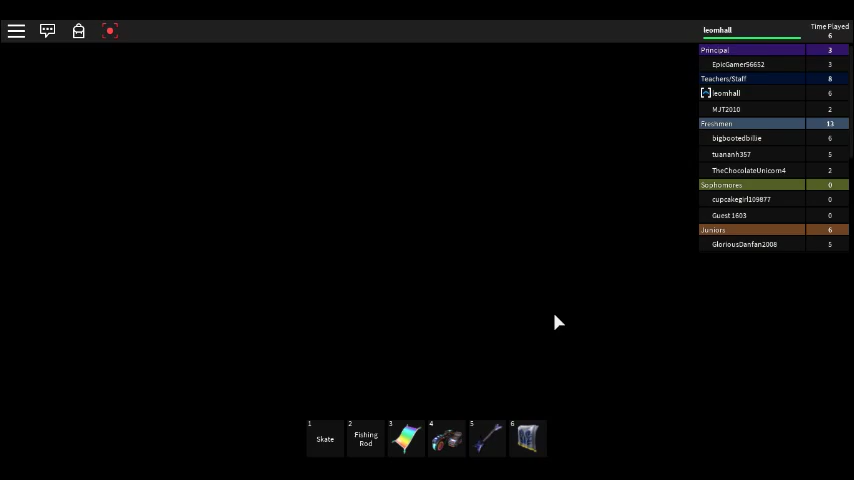 leomhall Time Played
6
Principal 3
EpicGamer56652 3
Teachers/Staff 8
leomhall 6
MJT2010 2
Freshmen 13
bigbootedbillie 6
tuananh357 5
TheChocolateUnicorn4 2
Sophomores 0
cupcakegirl109877 0
Guest 1603 0
Juniors 6
GloriousDanfan2008 5
1 2 3 4 5 6
Skate Fishing
Rod